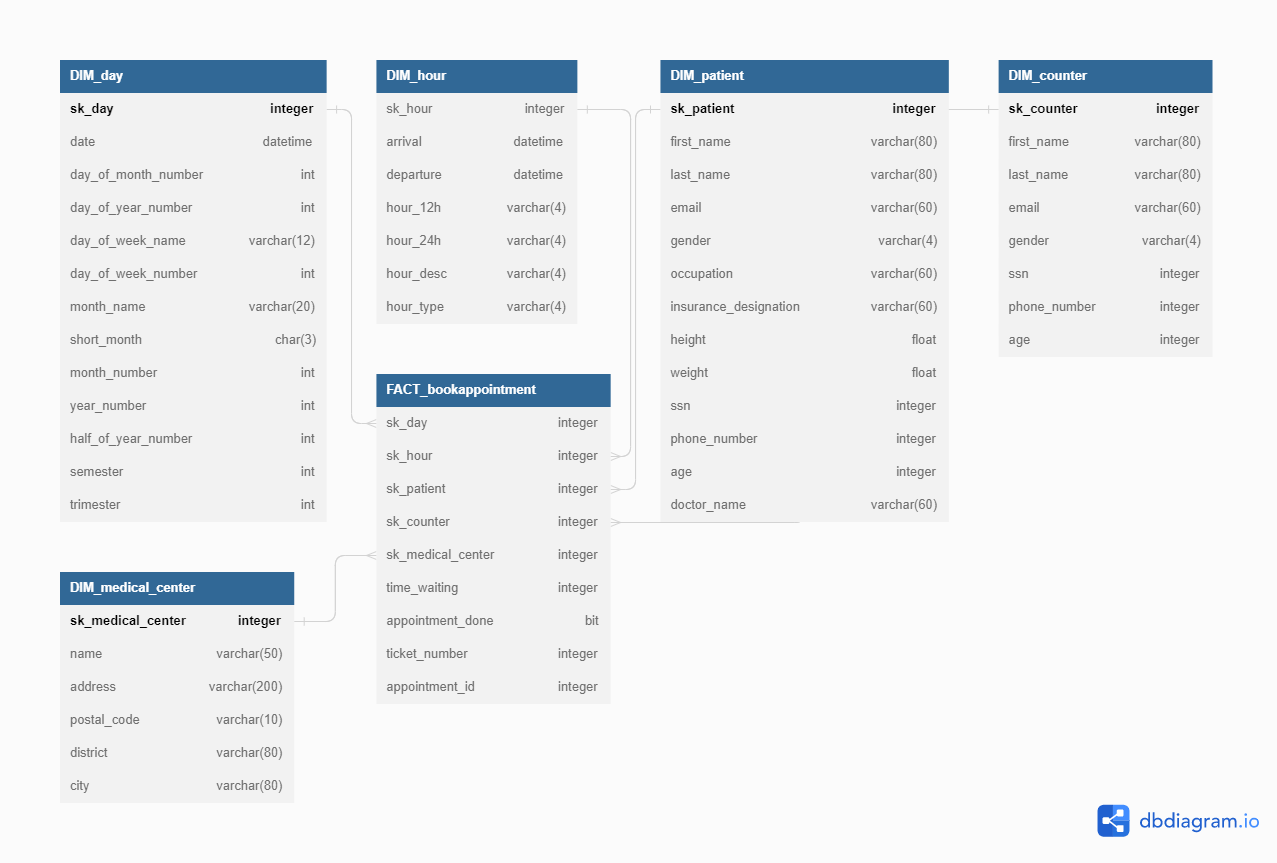 DIM_day
sk_day integer
date datetime
day_of_month_number int
day_of_year_number int
day_of_week_name varchar(12)
day_of_week_number int
month_name varchar(20)
short_month char(3)
month_number int
year_number int
half_of_year_number int
semester int
trimester int
DIM_hour
sk_hour integer
arrival datetime
departure datetime
hour_12h varchar(4)
hour_24h varchar(4)
hour_desc varchar(4)
hour_type varchar(4)
DIM_patient
sk_patient integer
first_name varchar(80)
last_name varchar(80)
email varchar(60)
gender varchar(4)
occupation varchar(60)
insurance_designation varchar(60)
height float
weight float
ssn integer
phone_number integer
age integer
doctor_name varchar(60)
DIM_counter
sk_counter integer
first_name varchar(80)
last_name varchar(80)
email varchar(60)
gender varchar(4)
ssn integer
phone_number integer
age integer
FACT_bookappointment
sk_day integer
sk_hour integer
sk_patient integer
sk_counter integer
sk_medical_center integer
time_waiting integer
appointment_done bit
ticket_number integer
appointment_id integer
DIM_medical_center
sk_medical_center integer
name varchar(50)
address varchar(200)
postal_code varchar(10)
district varchar(80)
city varchar(80)
dbdiagram.io